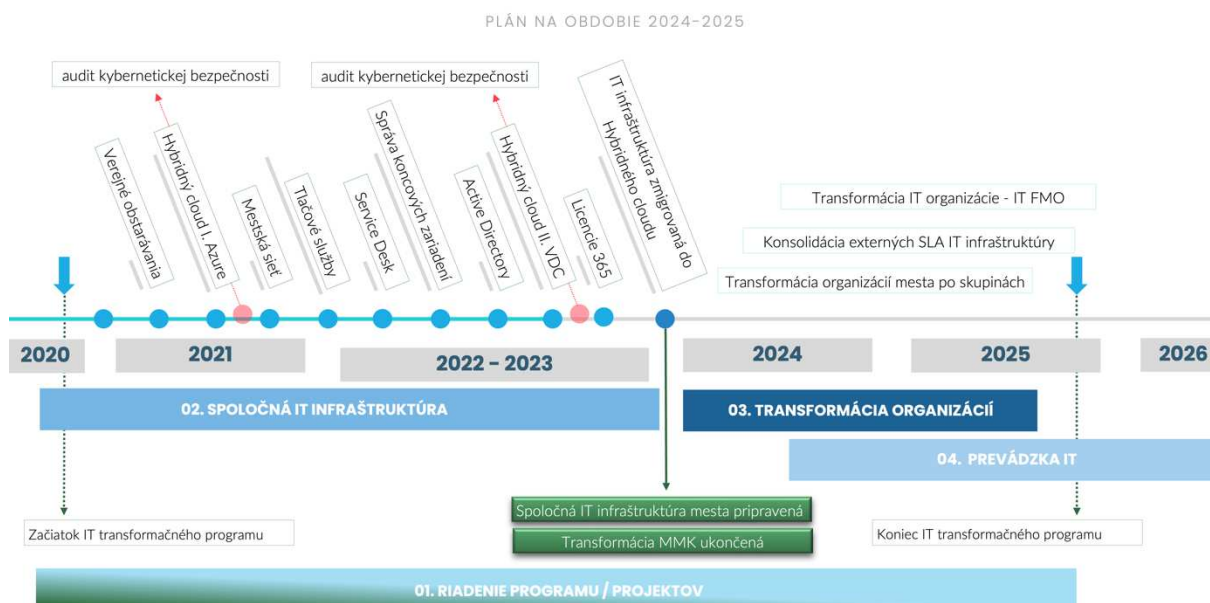 PLÁN NA OBDOBIE 2024-2025
audit kybernetickej bezpečnosti
audit kybernetickej bezpečnosti
Verejné obstarávania
Hybridný cloud I. Azure
Mestská sieť
Tlačové služby
Service Desk
Správa koncových zariadení
Active Directory
Hybridný cloud II. VDC
Licencie 365
IT infraštruktúra zmigrovaná do
Hybridného cloudu
Transformácia IT organizácie - IT FMO
Konsolidácia externých SLA IT infraštruktúry
Transformácia organizácií mesta po skupinách
2020
2021
2022 – 2023
2024
2025
2026
02. SPOLOČNÁ IT INFRAŠTRUKTÚRA
03. TRANSFORMÁCIA ORGANIZÁCIÍ
04. PREVÁDZKA IT
Začiatok IT transformačného programu
Spoločná IT infraštruktúra mesta pripravená
Transformácia MMK ukončená
Koniec IT transformačného programu
01. RIADENIE PROGRAMU / PROJEKTOV